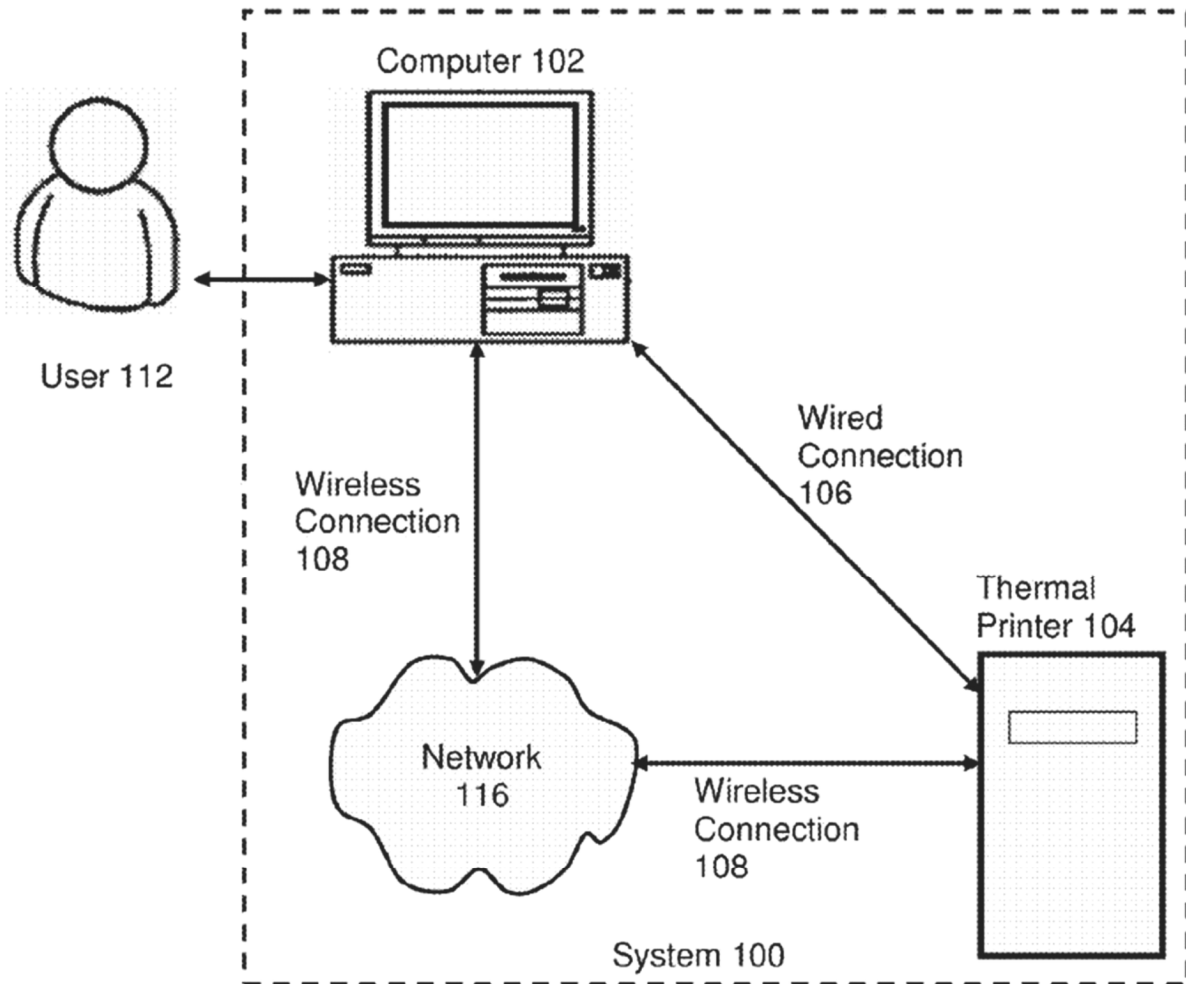 Computer 102
User 112
Wired
Connection
106
Wireless
Connection
108
Thermal
Printer 104
Network
116
Wireless
Connection
108
System 100